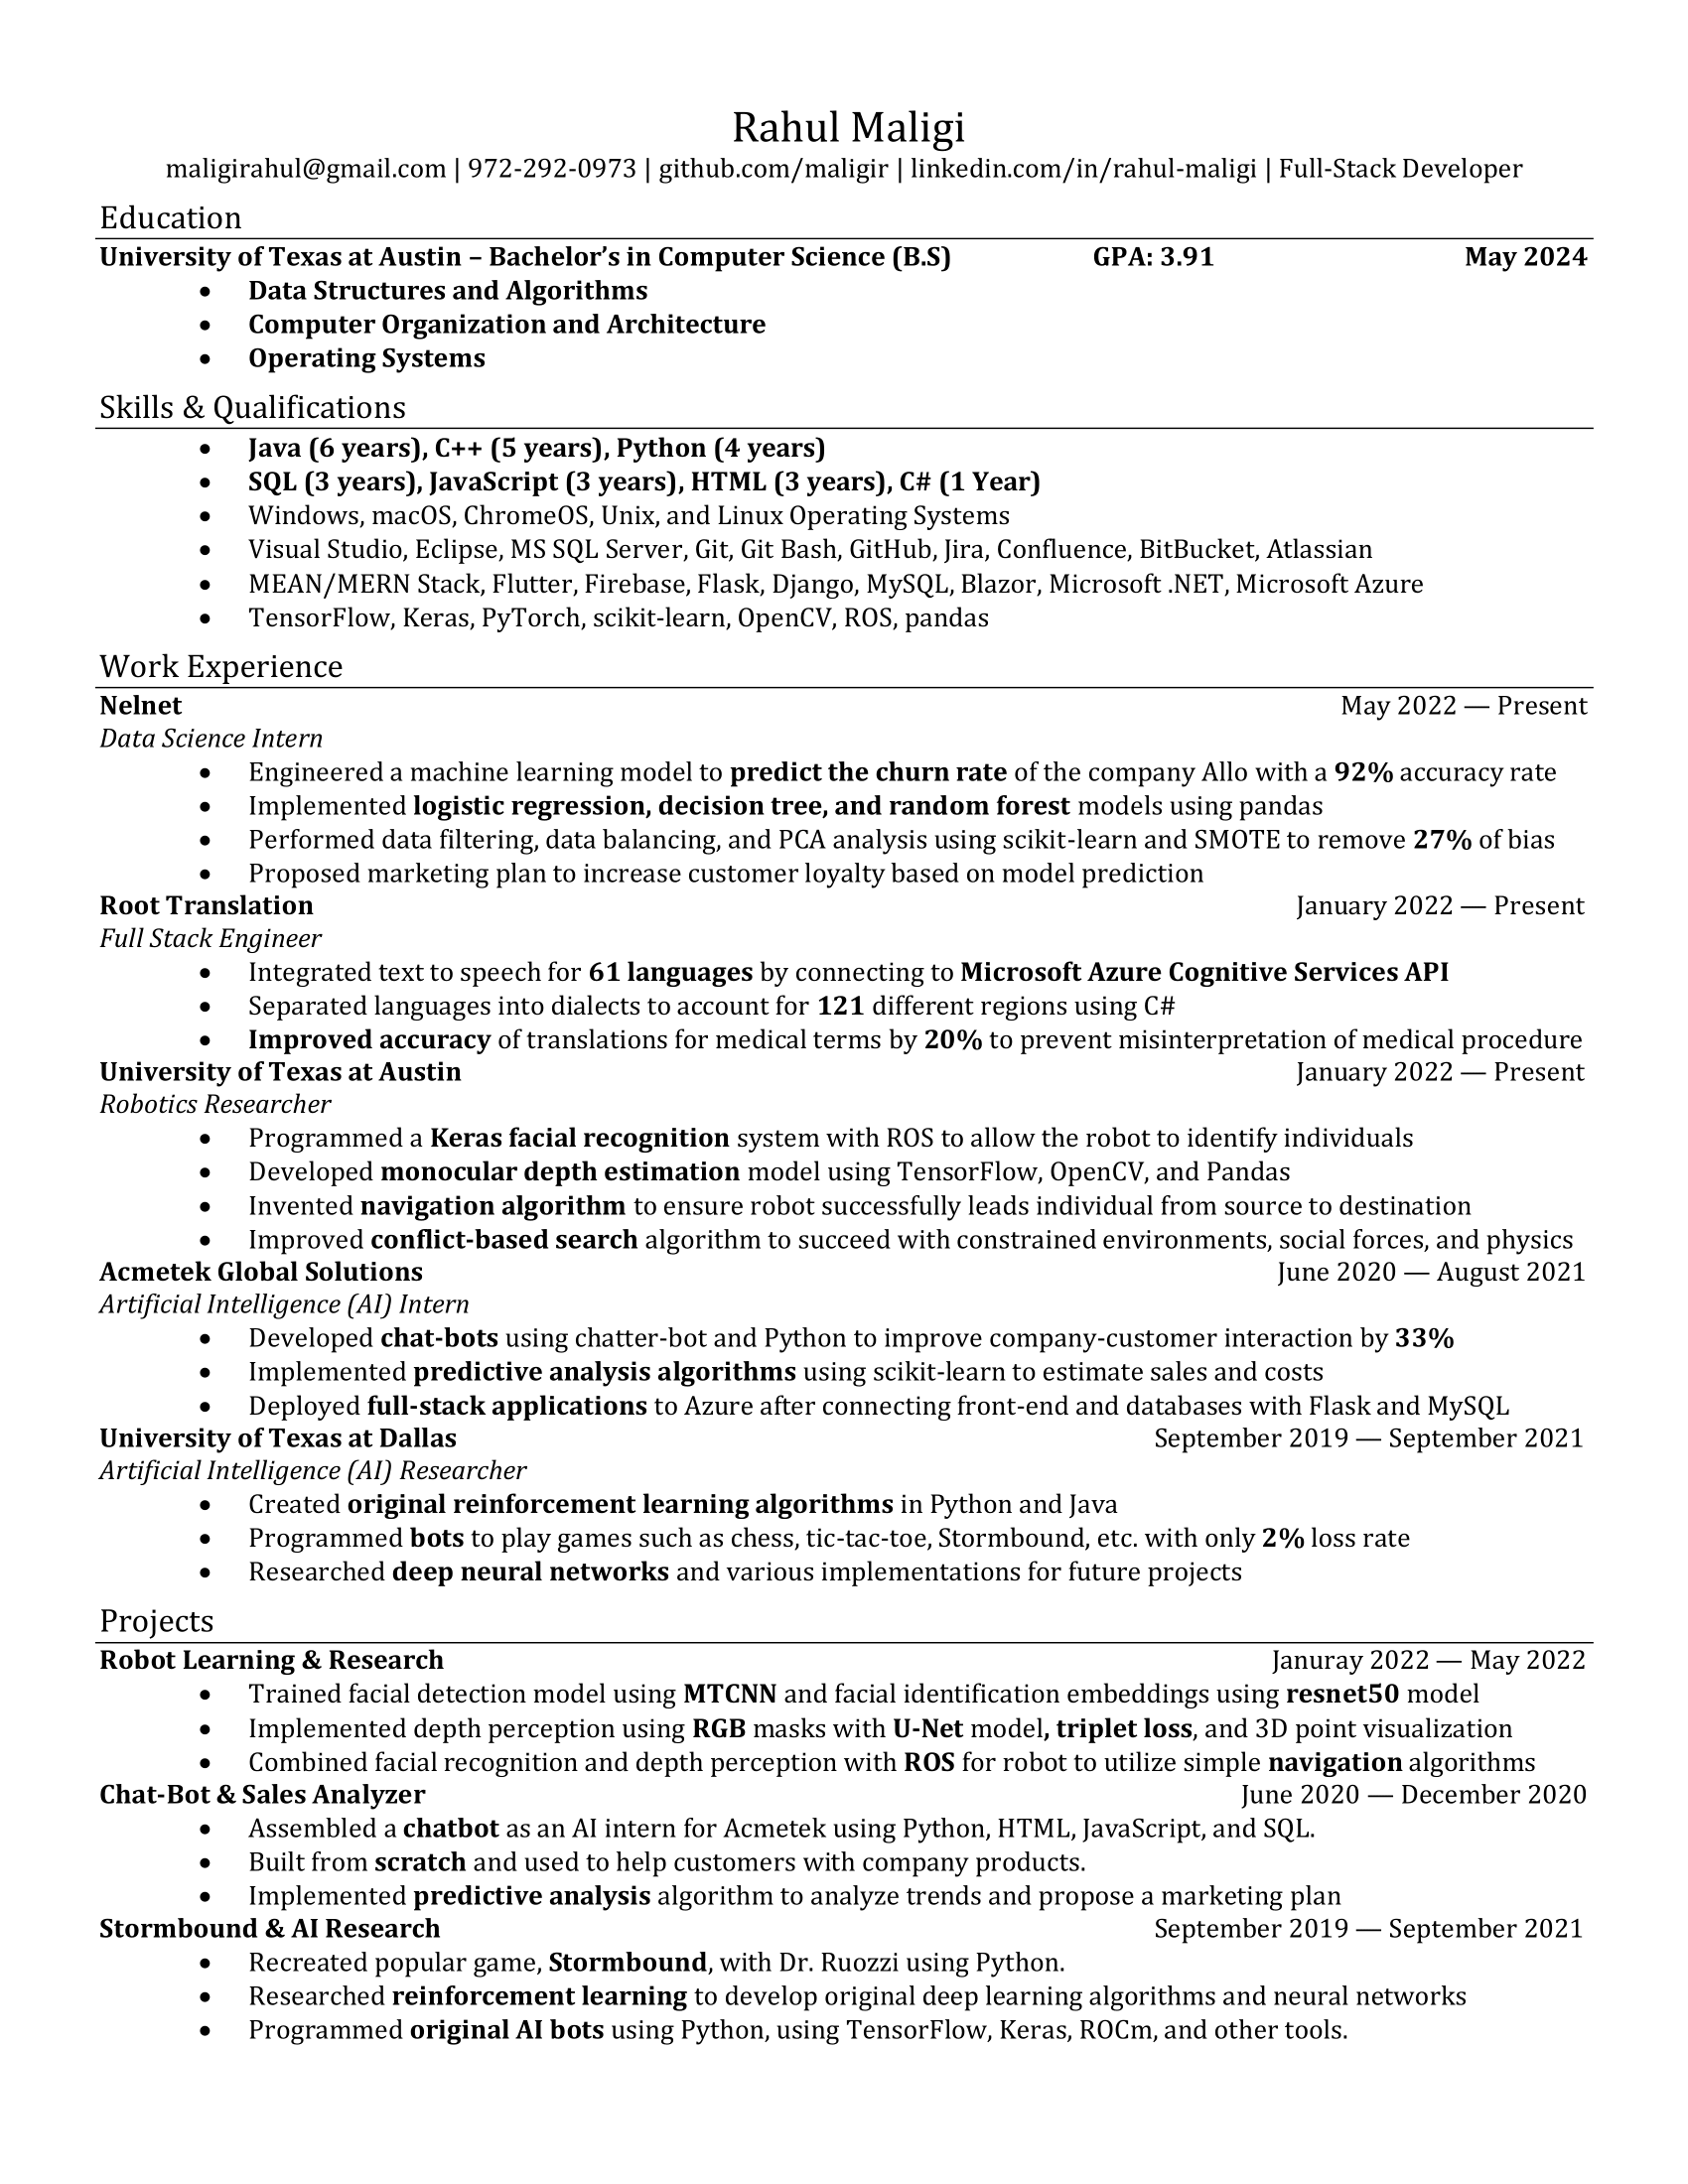 Rahul Maligi
maligirahul@gmail.com | 972-292-0973 | github.com/maligir | linkedin.com/in/rahul-maligi | Full-Stack Developer
Education
University of Texas at Austin – Bachelor’s in Computer Science (B.S) GPA: 3.91 May 2024
• Data Structures and Algorithms
• Computer Organization and Architecture
• Operating Systems
Skills & Qualifications
• Java (6 years), C++ (5 years), Python (4 years)
• SQL (3 years), JavaScript (3 years), HTML (3 years), C# (1 Year)
• Windows, macOS, ChromeOS, Unix, and Linux Operating Systems
• Visual Studio, Eclipse, MS SQL Server, Git, Git Bash, GitHub, Jira, Confluence, BitBucket, Atlassian
• MEAN/MERN Stack, Flutter, Firebase, Flask, Django, MySQL, Blazor, Microsoft .NET, Microsoft Azure
• TensorFlow, Keras, PyTorch, scikit-learn, OpenCV, ROS, pandas
Work Experience
Nelnet May 2022 — Present
Data Science Intern
• Engineered a machine learning model to predict the churn rate of the company Allo with a 92% accuracy rate
• Implemented logistic regression, decision tree, and random forest models using pandas
• Performed data filtering, data balancing, and PCA analysis using scikit-learn and SMOTE to remove 27% of bias
• Proposed marketing plan to increase customer loyalty based on model prediction
Root Translation January 2022 — Present
Full Stack Engineer
• Integrated text to speech for 61 languages by connecting to Microsoft Azure Cognitive Services API
• Separated languages into dialects to account for 121 different regions using C#
• Improved accuracy of translations for medical terms by 20% to prevent misinterpretation of medical procedure
University of Texas at Austin January 2022 — Present
Robotics Researcher
• Programmed a Keras facial recognition system with ROS to allow the robot to identify individuals
• Developed monocular depth estimation model using TensorFlow, OpenCV, and Pandas
• Invented navigation algorithm to ensure robot successfully leads individual from source to destination
• Improved conflict-based search algorithm to succeed with constrained environments, social forces, and physics
Acmetek Global Solutions June 2020 — August 2021
Artificial Intelligence (AI) Intern
• Developed chat-bots using chatter-bot and Python to improve company-customer interaction by 33%
• Implemented predictive analysis algorithms using scikit-learn to estimate sales and costs
• Deployed full-stack applications to Azure after connecting front-end and databases with Flask and MySQL
University of Texas at Dallas September 2019 — September 2021
Artificial Intelligence (AI) Researcher
• Created original reinforcement learning algorithms in Python and Java
• Programmed bots to play games such as chess, tic-tac-toe, Stormbound, etc. with only 2% loss rate
• Researched deep neural networks and various implementations for future projects
Projects
Robot Learning & Research Januray 2022 — May 2022
• Trained facial detection model using MTCNN and facial identification embeddings using resnet50 model
• Implemented depth perception using RGB masks with U-Net model, triplet loss, and 3D point visualization
• Combined facial recognition and depth perception with ROS for robot to utilize simple navigation algorithms
Chat-Bot & Sales Analyzer June 2020 — December 2020
• Assembled a chatbot as an AI intern for Acmetek using Python, HTML, JavaScript, and SQL.
• Built from scratch and used to help customers with company products.
• Implemented predictive analysis algorithm to analyze trends and propose a marketing plan
Stormbound & AI Research September 2019 — September 2021
• Recreated popular game, Stormbound, with Dr. Ruozzi using Python.
• Researched reinforcement learning to develop original deep learning algorithms and neural networks
• Programmed original AI bots using Python, using TensorFlow, Keras, ROCm, and other tools.